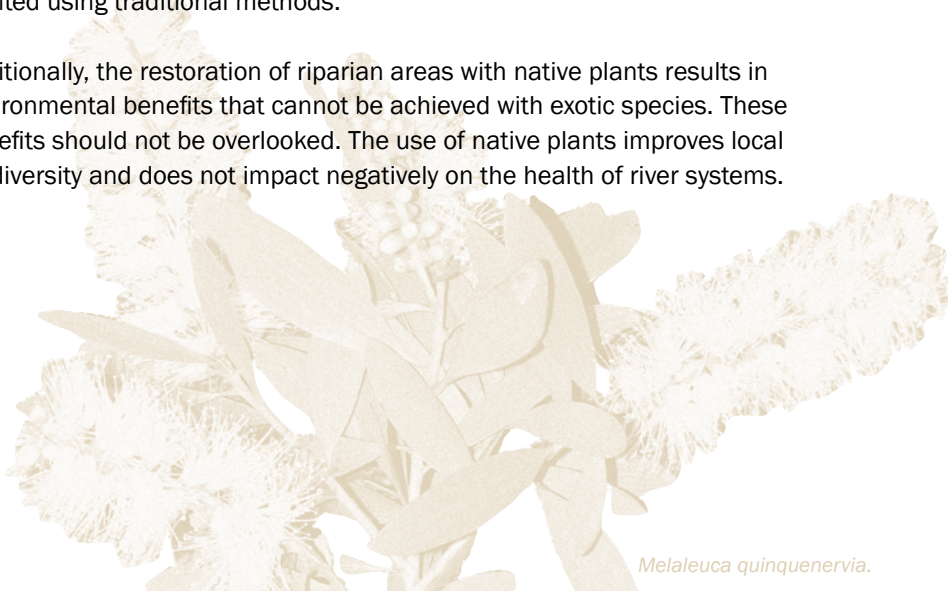 ited using traditional methods.
itionally, the restoration of riparian areas with native plants results in
ronmental benefits that cannot be achieved with exotic species. These
efits should not be overlooked. The use of native plants improves local
diversity and does not impact negatively on the health of river systems.
Melaleuca quinquenervia.